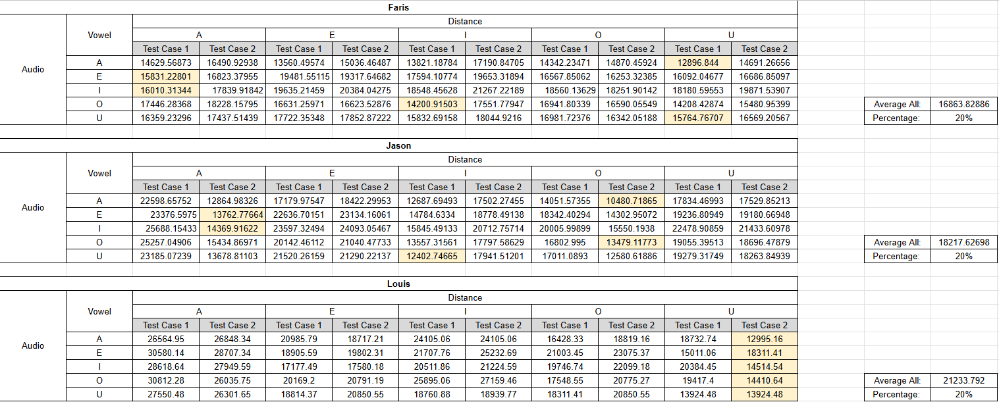 Faris
Distance
Vowel A E I O U
Test Case 1 Test Case 2 Test Case 1 Test Case 2 Test Case 1 Test Case 2 Test Case 1 Test Case 2 Test Case 1 Test Case 2
Audio A 14629.56873 16490.92938 13560.49574 15036.46487 13821.18784 17190.84705 14342.23471 14870.45924 12896.844 14691.26656
E 15831.22801 16823.37955 19481.55115 19317.64682 17594.10774 19653.31894 16567.85062 16253.32385 16092.04677 16686.85097
I 16010.31344 17839.91842 19635.21459 20384.04275 18548.45628 21267.22189 18560.13629 18251.90142 18180.59553 19871.53907
O 17446.28368 18228.15795 16631.25971 16623.52876 14200.91503 17551.77947 16941.80339 16590.05549 14208.42874 15480.95399 Average All: 16863.82886
U 16359.23296 17437.51439 17722.35348 17852.87222 15832.69158 18044.9216 16981.72376 16342.05188 15764.76707 16569.20567 Percentage: 20%
Jason
Distance
Vowel A E I O U
Test Case 1 Test Case 2 Test Case 1 Test Case 2 Test Case 1 Test Case 2 Test Case 1 Test Case 2 Test Case 1 Test Case 2
Audio A 22598.65752 12864.98326 17179.97547 18422.29953 12687.69493 17502.27455 14051.57355 10480.71865 17834.46993 17529.85213
E 23376.5975 13762.77664 22636.70151 23134.16061 14784.6334 18778.49138 18342.40294 14302.95072 19236.80949 19180.66948
I 25688.15433 14369.91622 23597.32494 24093.05467 15845.49133 20712.75714 20005.99899 15550.1938 22478.90859 21433.60978
O 25257.04906 15434.86971 20142.46112 21040.47733 13557.31561 17797.58629 16802.995 13479.11773 19055.39513 18696.47879 Average All: 18217.62698
U 23185.07239 13678.81103 21520.26159 21290.22137 12402.74665 17941.51201 17011.0893 12580.61886 19279.31749 18263.84939 Percentage: 20%
Louis
Distance
Vowel A E I O U
Test Case 1 Test Case 2 Test Case 1 Test Case 2 Test Case 1 Test Case 2 Test Case 1 Test Case 2 Test Case 1 Test Case 2
Audio A 26564.95 26848.34 20985.79 18717.21 24105.06 24105.06 16428.33 18819.16 18732.74 12995.16
E 30580.14 28707.34 18905.59 19802.31 21707.76 25232.69 21003.45 23075.37 15011.06 18311.41
I 28618.64 27949.59 17177.49 17580.18 20511.86 21224.59 19746.74 22099.18 20384.45 14514.54
O 30812.28 26035.75 20169.2 20791.19 25895.06 27159.46 17548.55 20775.27 19417.4 14410.64 Average All: 21233.792
U 27550.48 26301.65 18814.37 20850.55 18760.88 18939.77 18311.41 20850.55 13924.48 13924.48 Percentage: 20%